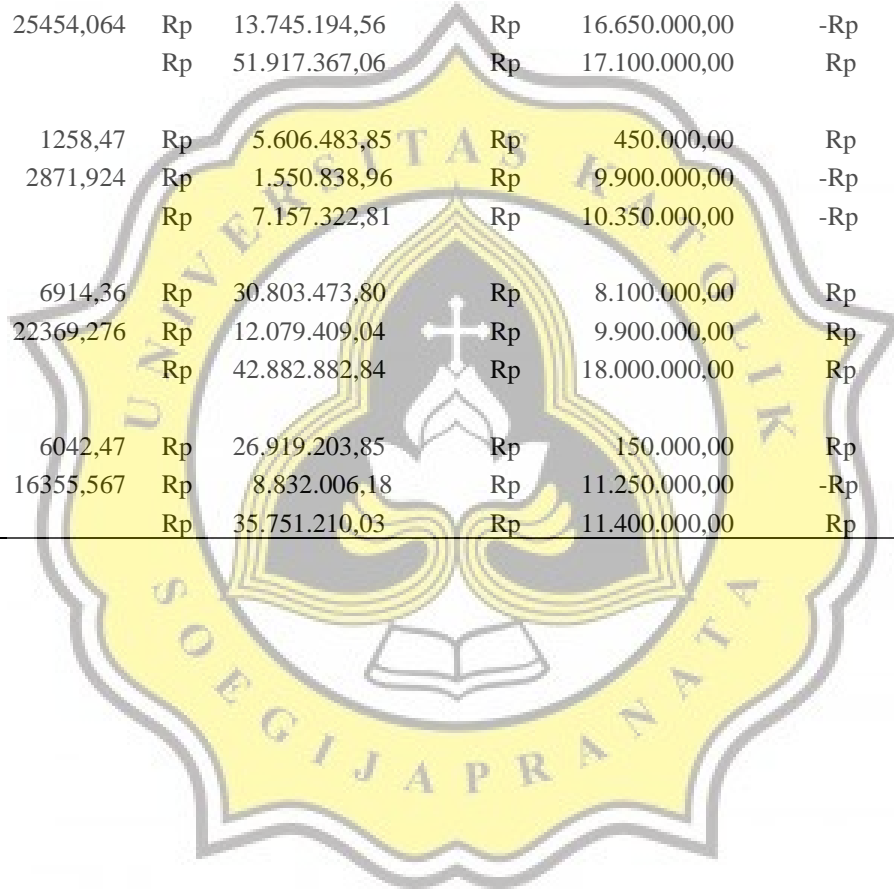 25454,064 Rp 13.745.194,56 Rp 16.650.000,00 -Rp
Rp 51.917.367,06 Rp 17.100.000,00 Rp
1258,47 Rp 5.606.483,85 Rp 450.000,00 Rp
2871,924 Rp 1.550.838,96 Rp 9.900.000,00 -Rp
Rp 7.157.322,81 Rp 10.350.000,00 -Rp
6914,36 Rp 30.803.473,80 Rp 8.100.000,00 Rp
22369,276 Rp 12.079.409,04 Rp 9.900.000,00 Rp
Rp 42.882.882,84 Rp 18.000.000,00 Rp
6042,47 Rp 26.919.203,85 Rp 150.000,00 Rp
16355,567 Rp 8.832.006,18 Rp 11.250.000,00 -Rp
Rp 35.751.210,03 Rp 11.400.000,00 Rp
UNIVERSITAS KATOLIK
SOEGIJAPRANATA